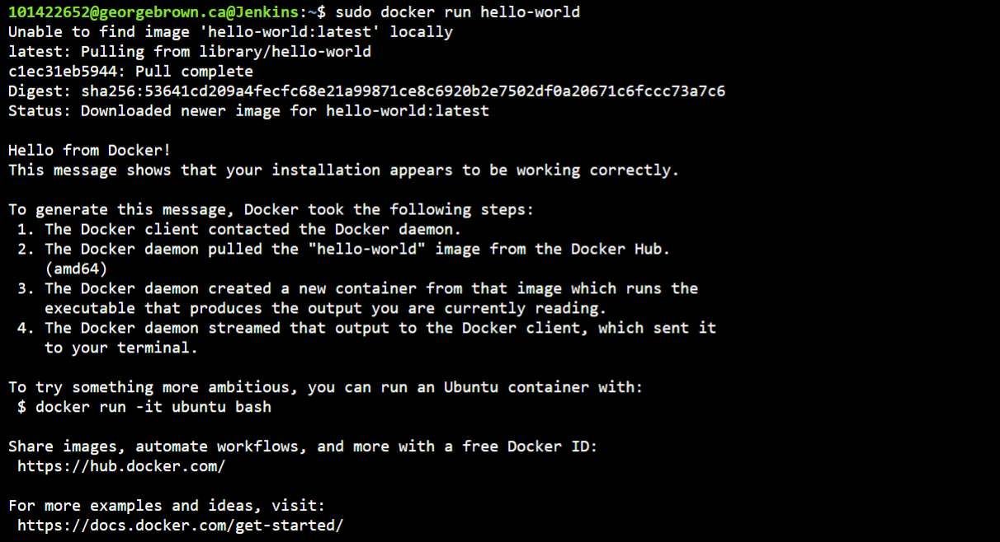 101422652@georgebrown.ca@Jenkins:~$ sudo docker run hello-world
Unable to find image 'hello-world:latest' locally
latest: Pulling from library/hello-world
c1ec31eb5944: Pull complete
Digest: sha256:53641cd209a4fecfc68e21a99871ce8c6920b2e7502df0a20671c6fccc73a7c6
Status: Downloaded newer image for hello-world:latest

Hello from Docker!
This message shows that your installation appears to be working correctly.

To generate this message, Docker took the following steps:
 1. The Docker client contacted the Docker daemon.
 2. The Docker daemon pulled the "hello-world" image from the Docker Hub.
    (amd64)
 3. The Docker daemon created a new container from that image which runs the
    executable that produces the output you are currently reading.
 4. The Docker daemon streamed that output to the Docker client, which sent it
    to your terminal.

To try something more ambitious, you can run an Ubuntu container with:
 $ docker run -it ubuntu bash

Share images, automate workflows, and more with a free Docker ID:
 https://hub.docker.com/

For more examples and ideas, visit:
 https://docs.docker.com/get-started/